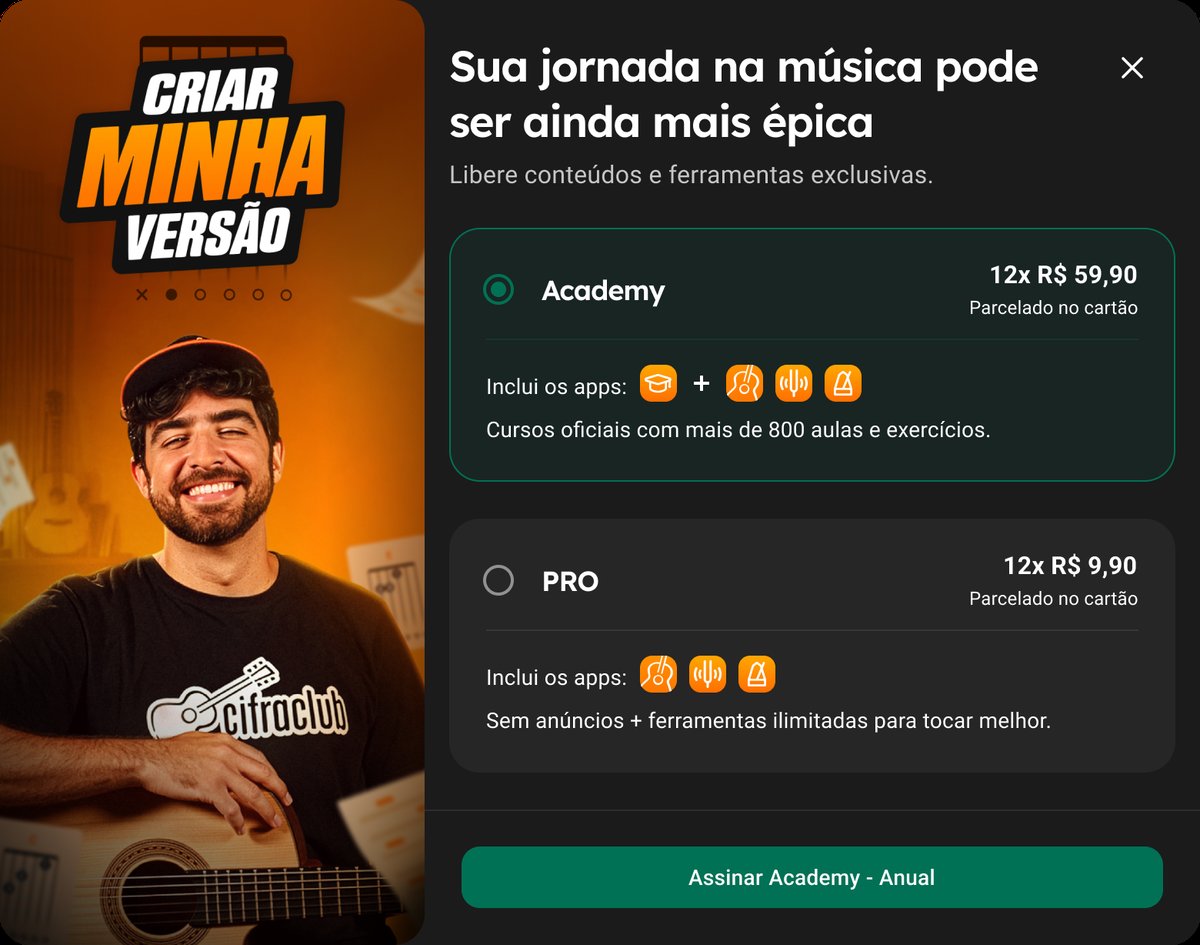 CRIAR
MINHA
VERSÃO
cifraclub
Sua jornada na música pode
ser ainda mais épica
Libere conteúdos e ferramentas exclusivas.
Academy
12x R$ 59,90
Parcelado no cartão
Inclui os apps: +
Cursos oficiais com mais de 800 aulas e exercícios.
PRO
12x R$ 9,90
Parcelado no cartão
Inclui os apps:
Sem anúncios + ferramentas ilimitadas para tocar melhor.
Assinar Academy - Anual